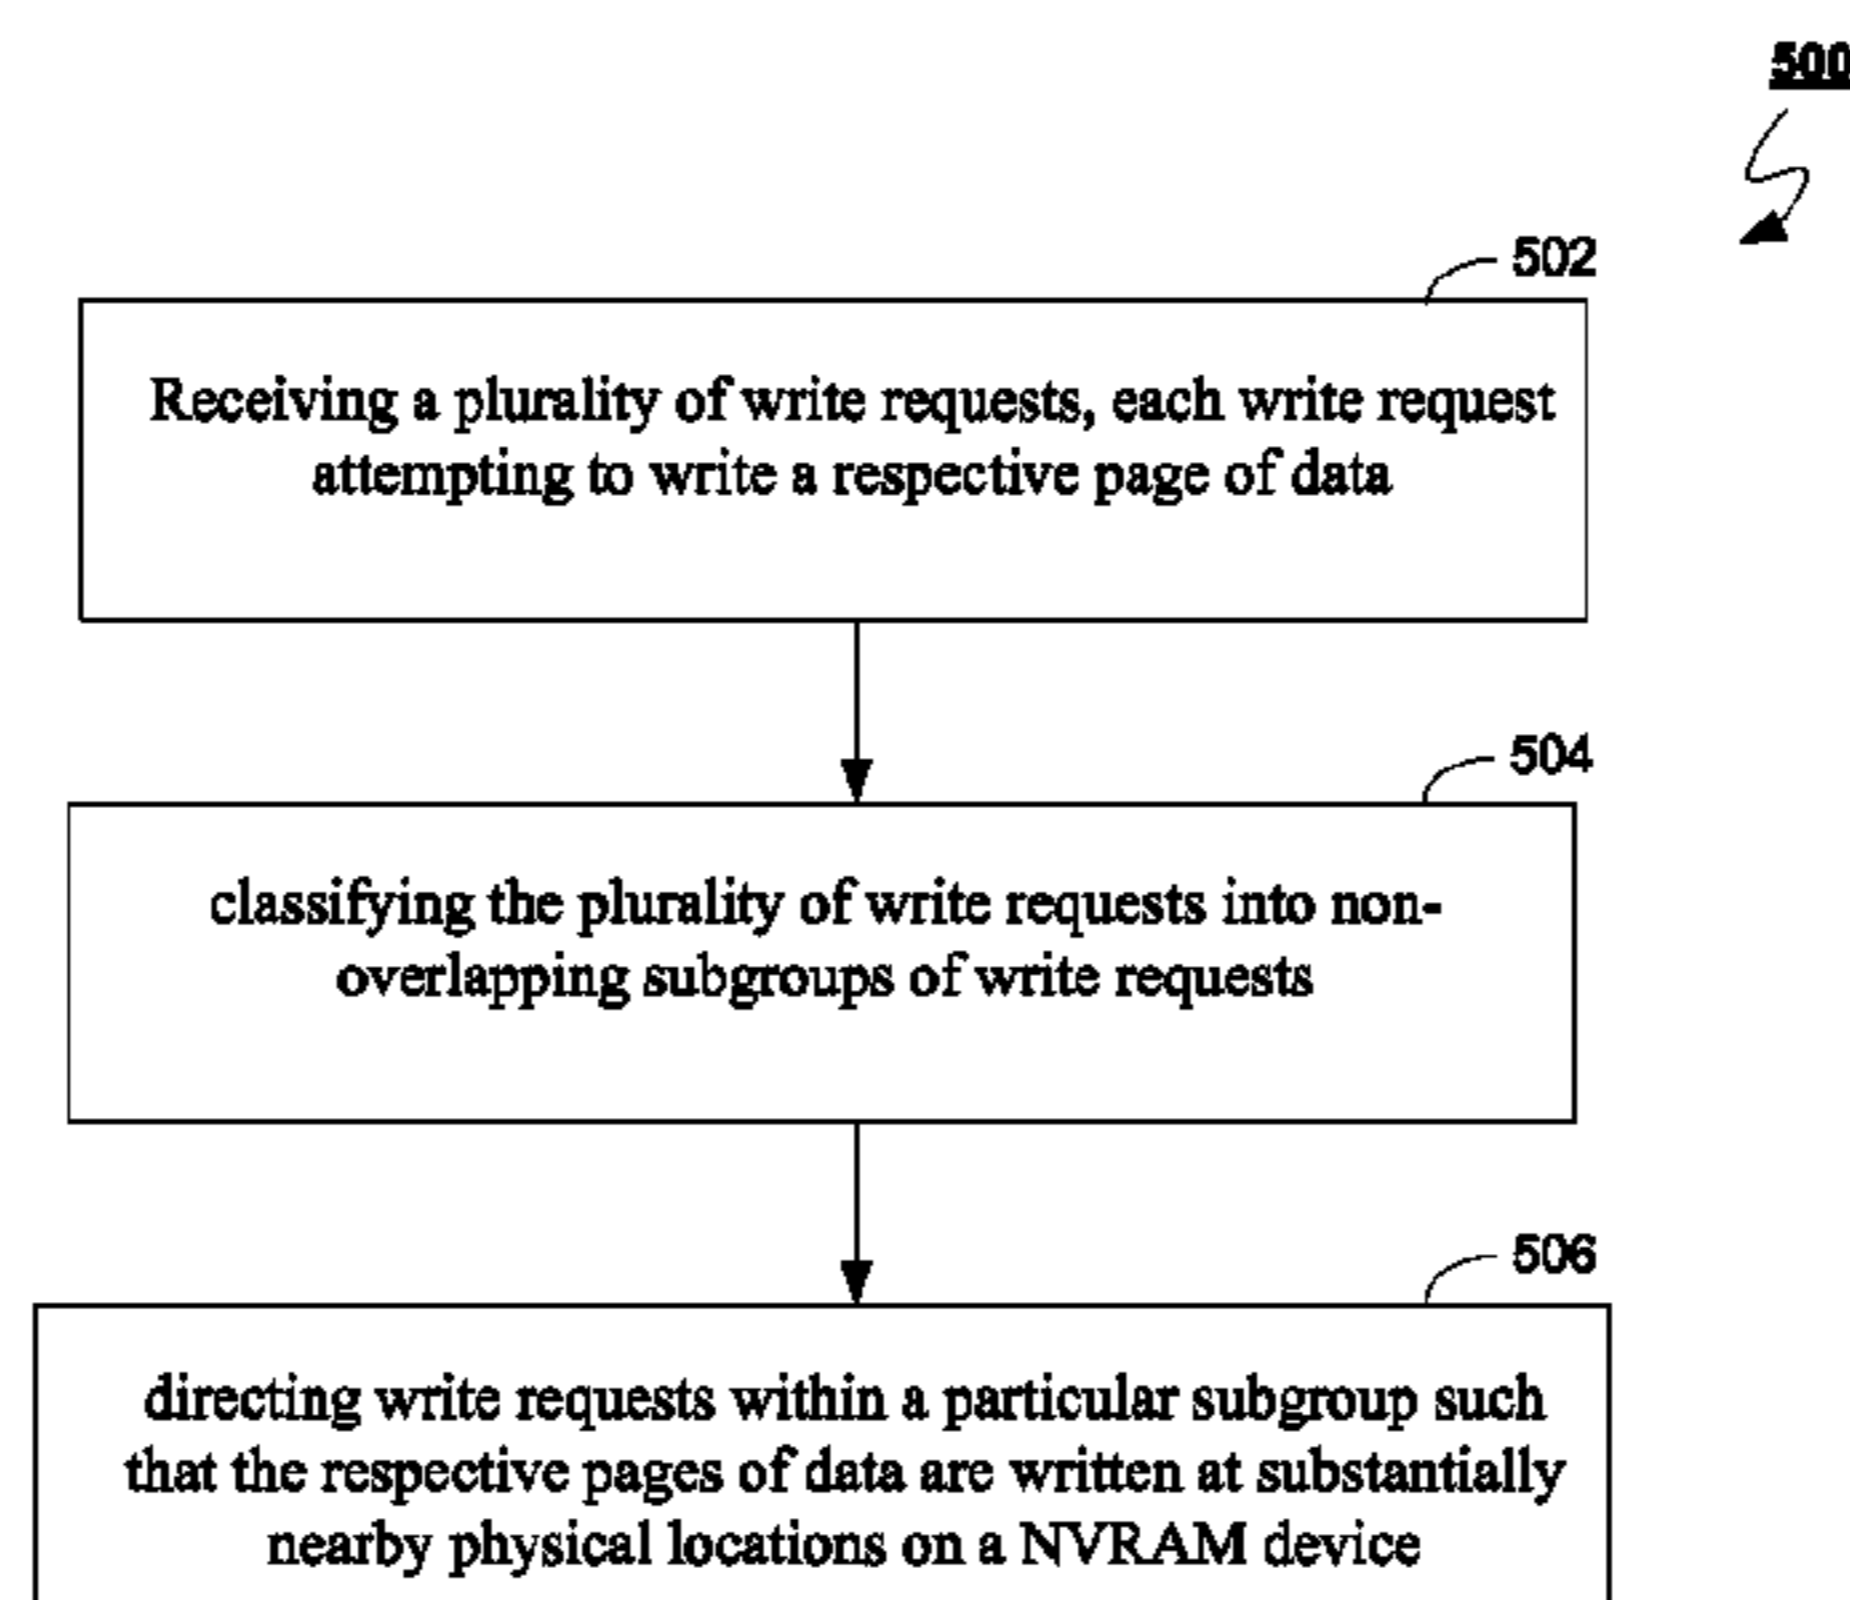 500
502
Receiving a plurality of write requests, each write request
attempting to write a respective page of data
504
classifying the plurality of write requests into non-
overlapping subgroups of write requests
506
directing write requests within a particular subgroup such
that the respective pages of data are written at substantially
nearby physical locations on a NVRAM device